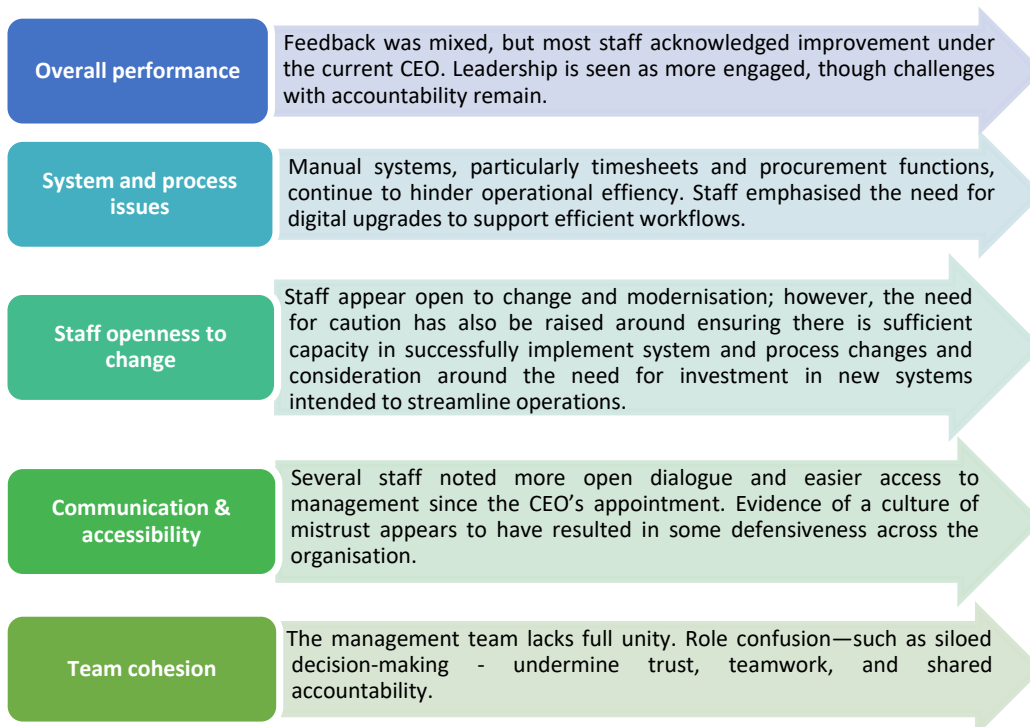 Overall performance
Feedback was mixed, but most staff acknowledged improvement under
the current CEO. Leadership is seen as more engaged, though challenges
with accountability remain.
System and process
issues
Manual systems, particularly timesheets and procurement functions,
continue to hinder operational effiency. Staff emphasised the need for
digital upgrades to support efficient workflows.
Staff openness to
change
Staff appear open to change and modernisation; however, the need
for caution has also be raised around ensuring there is sufficient
capacity in successfully implement system and process changes and
consideration around the need for investment in new systems
intended to streamline operations.
Communication &
accessibility
Several staff noted more open dialogue and easier access to
management since the CEO’s appointment. Evidence of a culture of
mistrust appears to have resulted in some defensiveness across the
organisation.
Team cohesion
The management team lacks full unity. Role confusion—such as siloed
decision-making - undermine trust, teamwork, and shared
accountability.